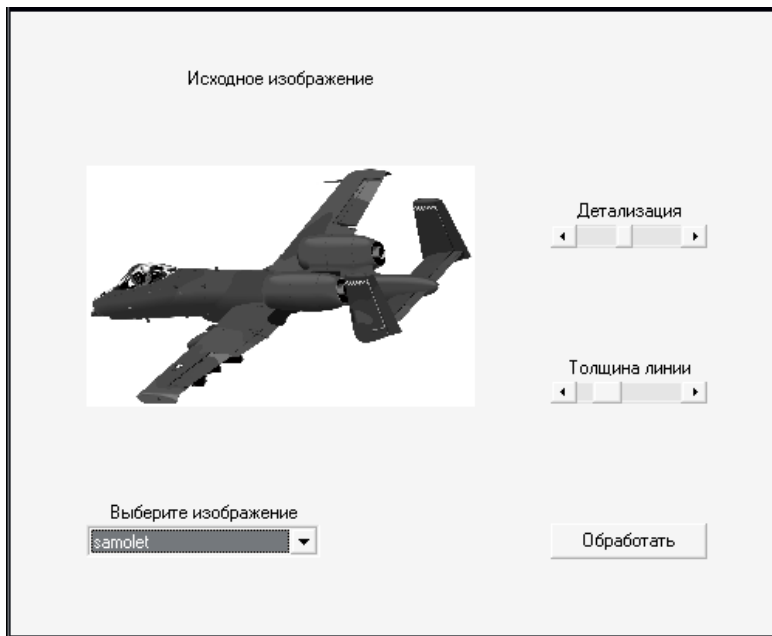 Исходное изображение
Детализация
Толщина линии
Выберите изображение
samolet
Обработать